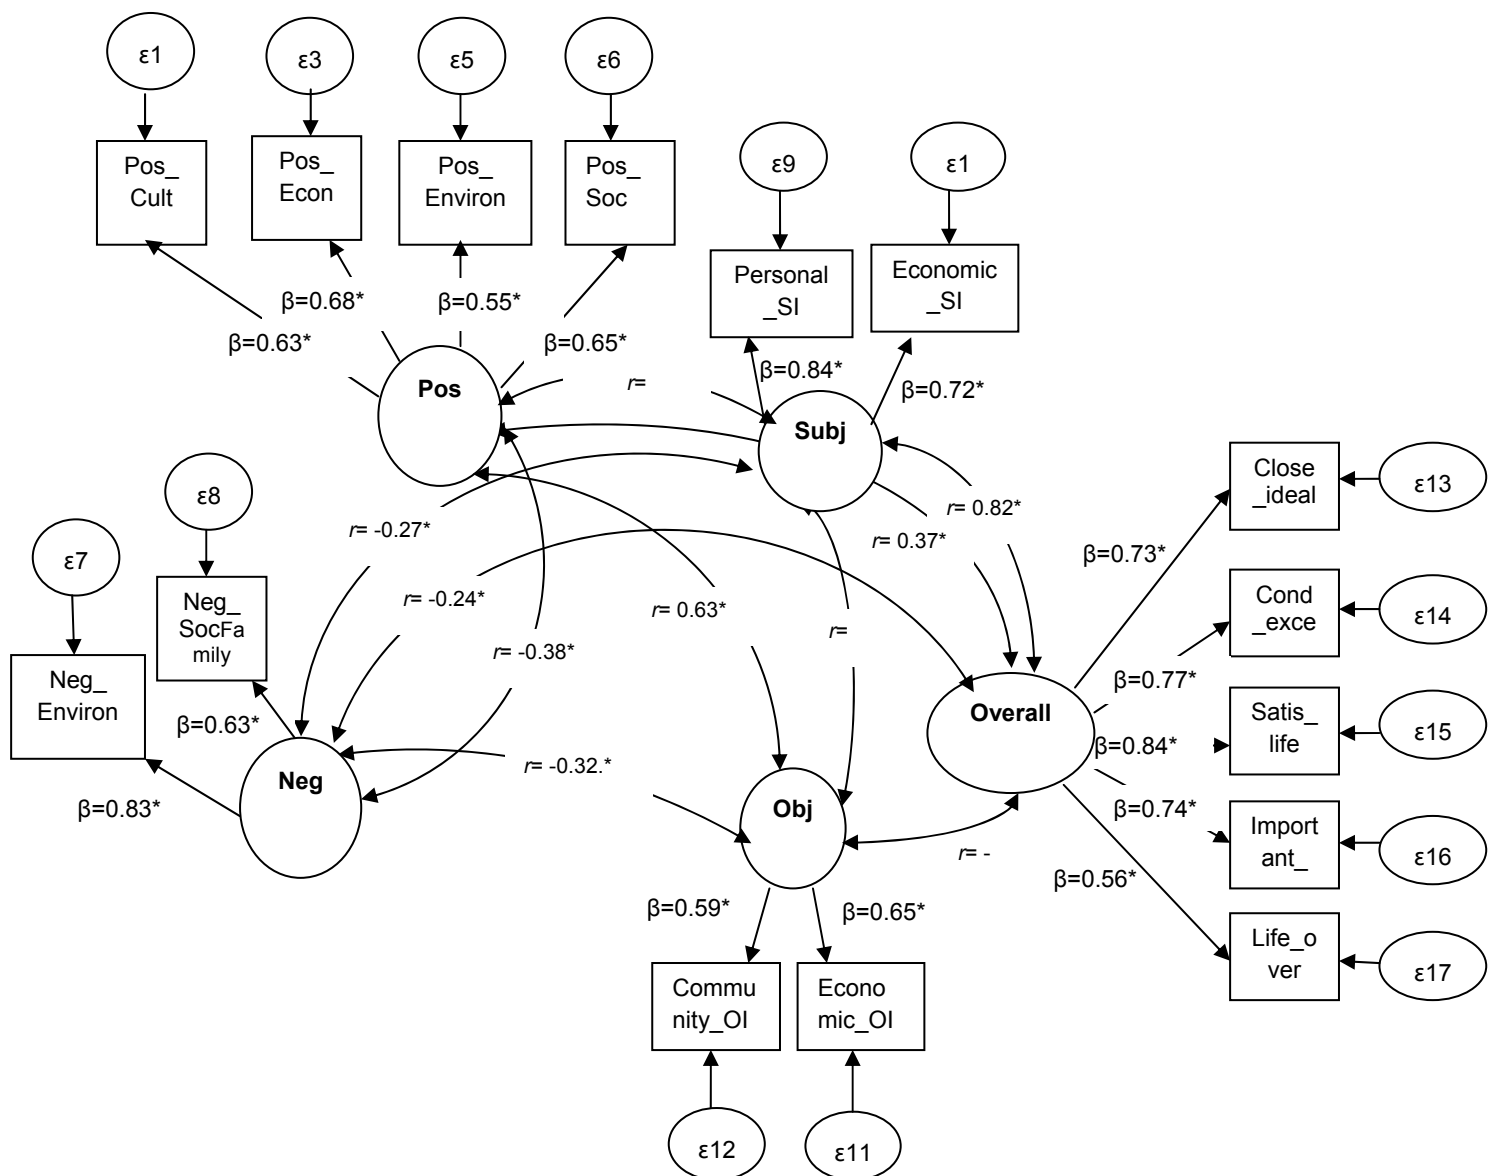 ε1
ε3
ε5
ε6
Pos_
Cult
Pos_
Econ
Pos_
Environ
Pos_
Soc
ε9
ε1
Personal
_SI
Economic
_SI
β=0.63*
β=0.68*
β=0.55*
β=0.65*
β=0.84*
β=0.72*
Pos
r=
Subj
ε8
ε7
Neg_
SocFa
mily
Neg_
Environ
r= -0.27*
r= -0.24*
r= -0.38*
r= 0.63*
r=
r= 0.82*
r= 0.37*
β=0.63*
β=0.83*
Neg
r= -0.32.*
Obj
Overall
r= -
β=0.73*
β=0.77*
β=0.84*
β=0.74*
β=0.56*
Close
_ideal
ε13
Cond
_exce
ε14
Satis_
life
ε15
Import
ant_
ε16
Life_o
ver
ε17
β=0.59*
β=0.65*
Commu
nity_OI
Econo
mic_OI
ε12
ε11